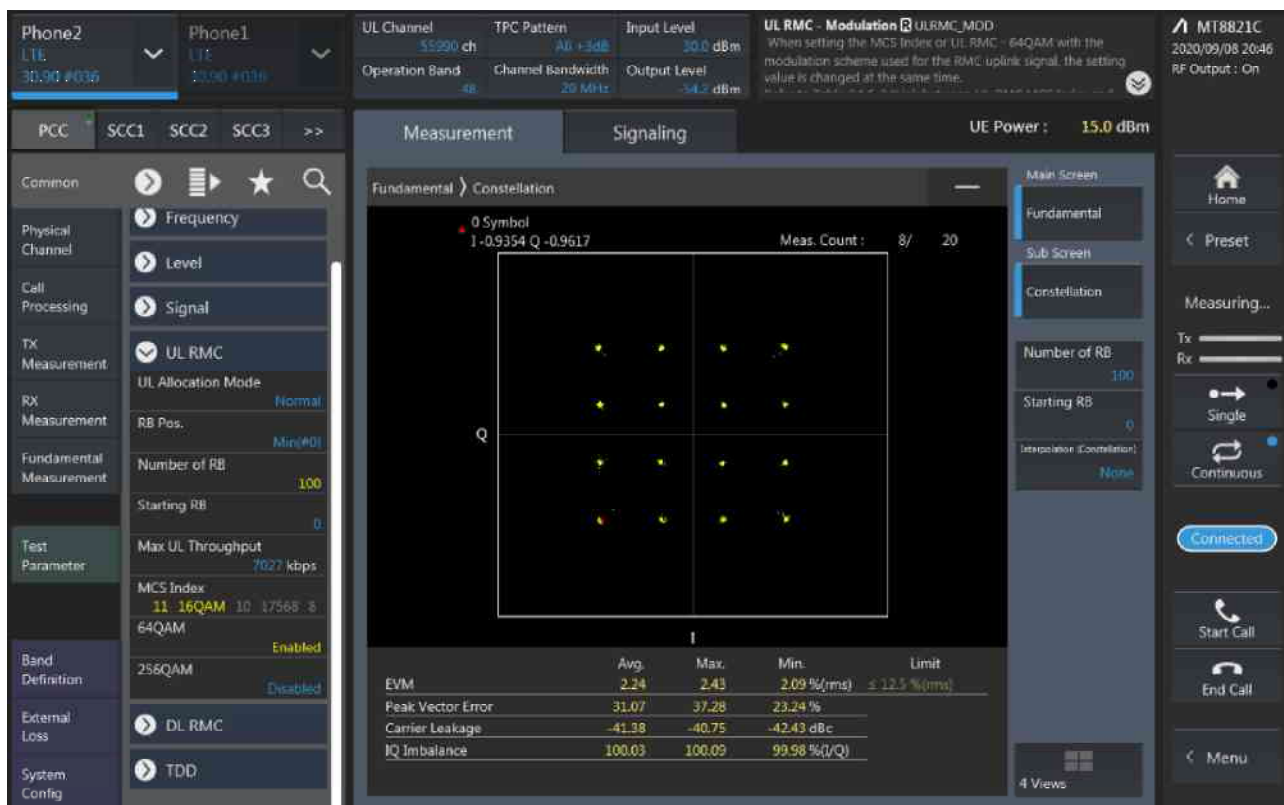 Phone2
LTE
30.90 #036
Phone1
LTE
30.90 #036
UL Channel
55990 ch
TPC Pattern
All +3dB
Input Level
30.0 dBm
Operation Band
48
Channel Bandwidth
20 MHz
Output Level
-54.2 dBm
UL RMC - Modulation R ULRMC_MOD
When setting the MCS Index or UL RMC - 64QAM with the
modulation scheme used for the RMC uplink signal, the setting
value is changed at the same time.
MT8821C
2020/09/08 20:46
RF Output : On
PCC SCC1 SCC2 SCC3 >>
Measurement
Signaling
UE Power : 15.0 dBm
Common
Physical
Channel
Call
Processing
TX
Measurement
RX
Measurement
Fundamental
Measurement
Test
Parameter
Band
Definition
External
Loss
System
Config
Frequency
Level
Signal
UL RMC
UL Allocation Mode
Normal
RB Pos.
Min(#0)
Number of RB
100
Starting RB
0
Max UL Throughput
7027 kbps
MCS Index
11 16QAM 10 17568 8
64QAM
Enabled
256QAM
Disabled
DL RMC
TDD
Fundamental > Constellation
0 Symbol
I -0.9354 Q -0.9617
Meas. Count : 8/ 20
Q
I
Avg. Max. Min. Limit
EVM 2.24 2.43 2.09 %(rms) ≤ 12.5 %(rms)
Peak Vector Error 31.07 37.28 23.24 %
Carrier Leakage -41.38 -40.75 -42.43 dBc
IQ Imbalance 100.03 100.09 99.98 %(I/Q)
Main Screen
Fundamental
Sub Screen
Constellation
Number of RB
100
Starting RB
0
Interpolation (Constellation)
None
4 Views
Home
< Preset
Measuring...
Tx
Rx
Single
Continuous
Connected
Start Call
End Call
< Menu